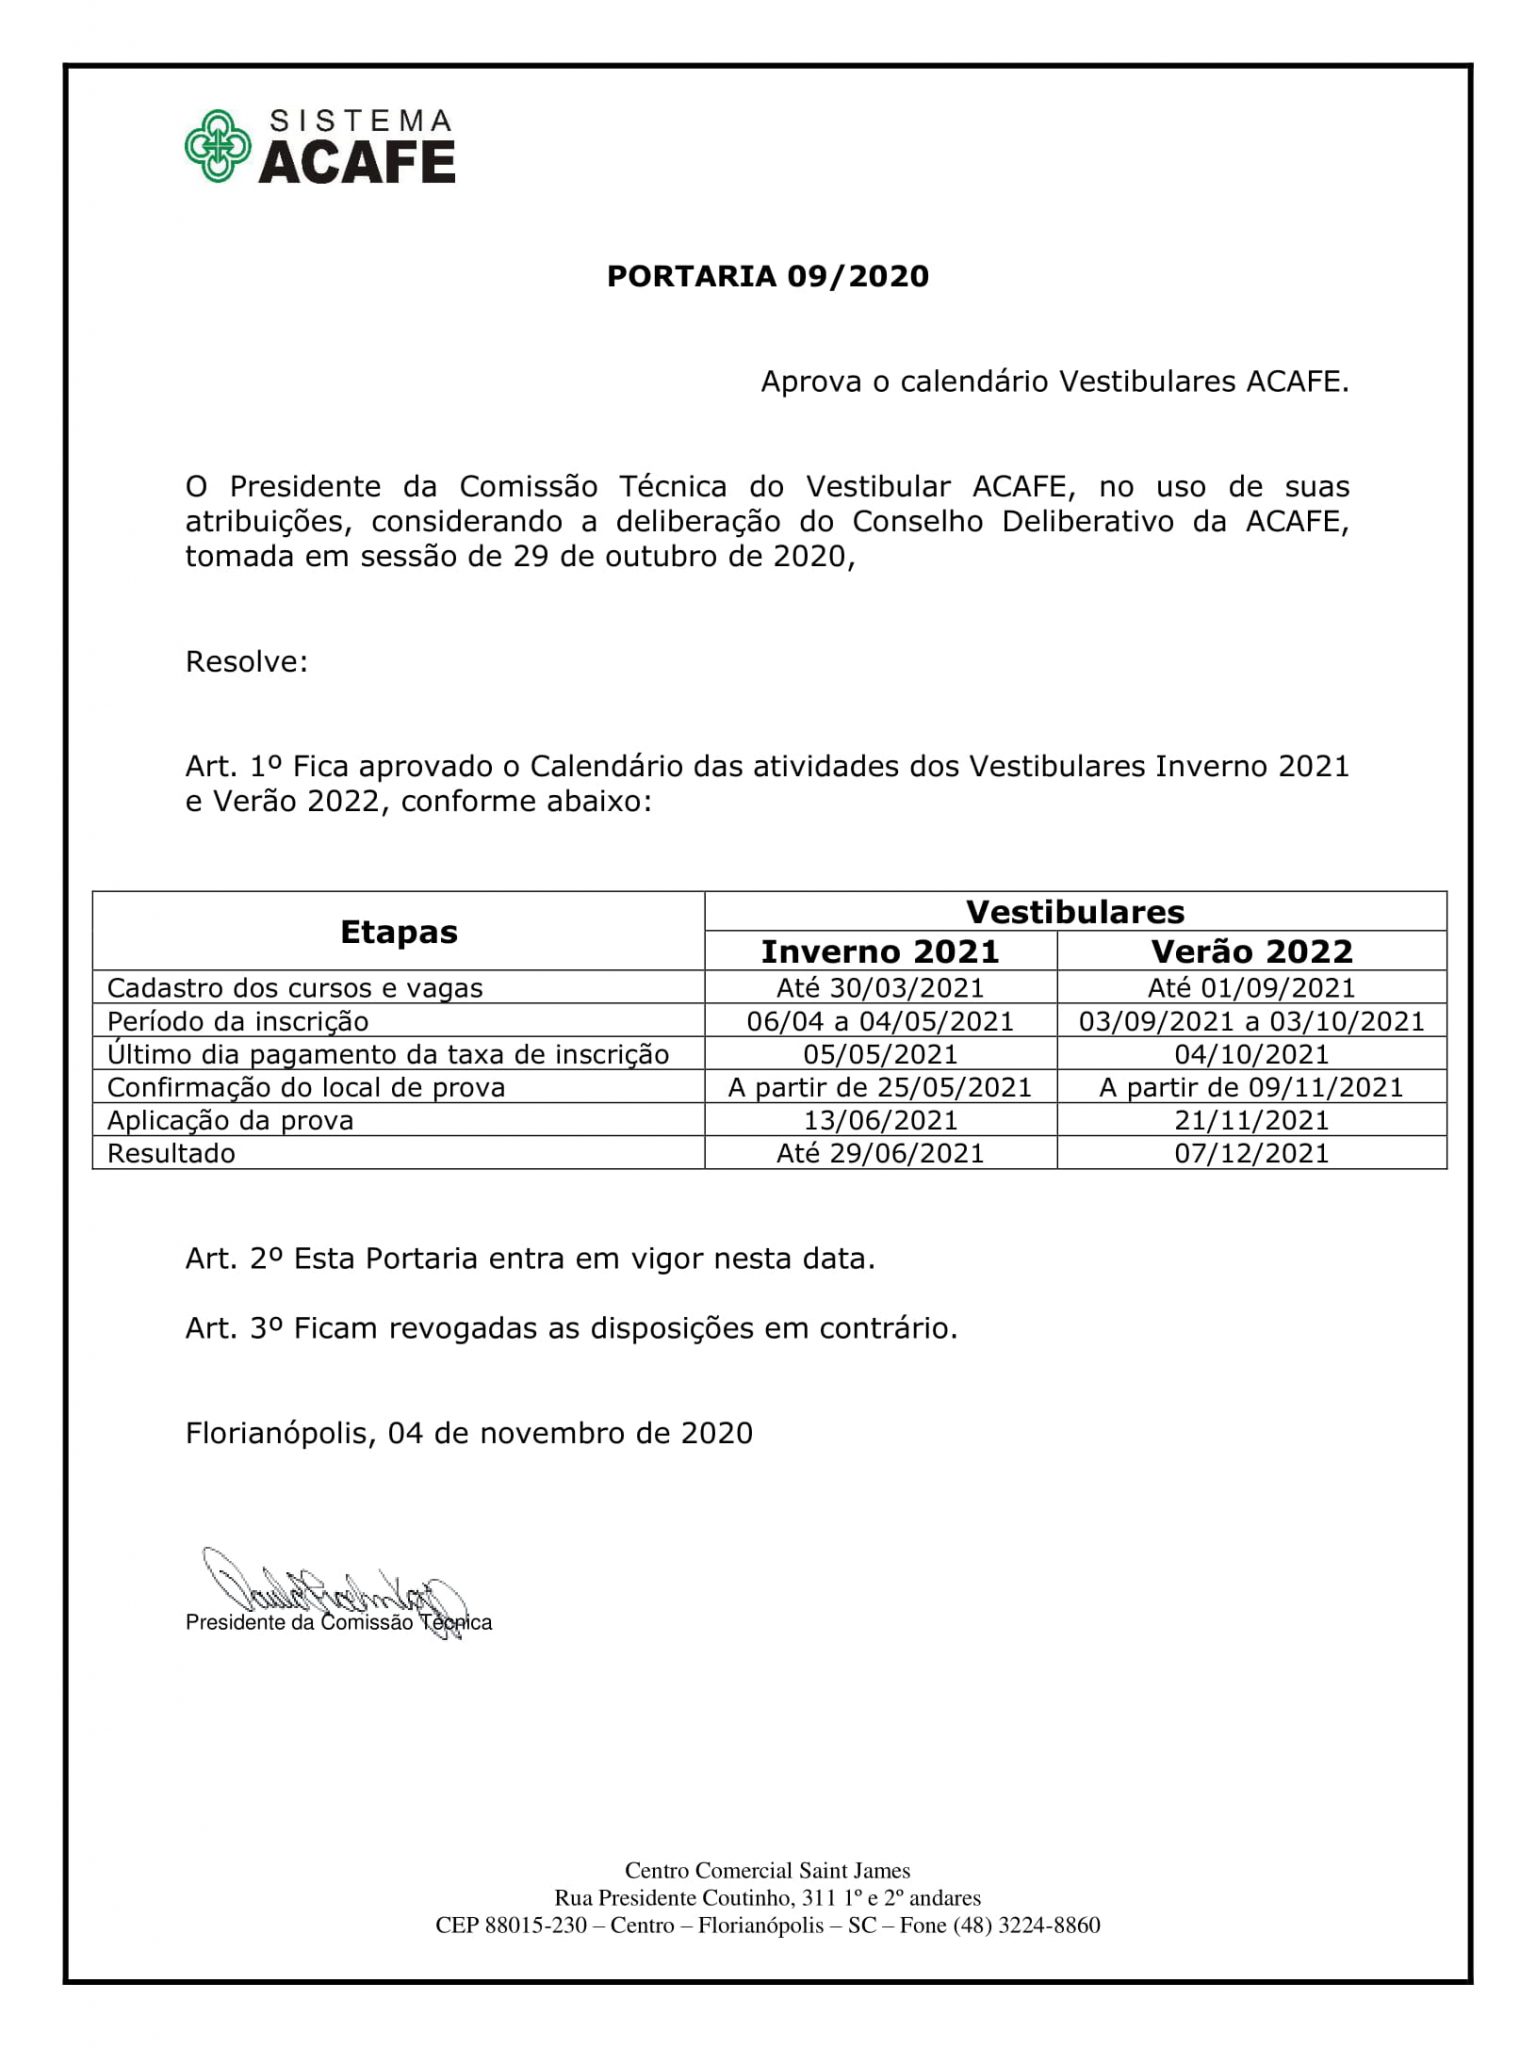 SISTEMA
ACAFE
PORTARIA 09/2020
Aprova o calendário Vestibulares ACAFE.
O Presidente da Comissão Técnica do Vestibular ACAFE, no uso de suas
atribuições, considerando a deliberação do Conselho Deliberativo da ACAFE,
tomada em sessão de 29 de outubro de 2020,
Resolve:
Art. 1º Fica aprovado o Calendário das atividades dos Vestibulares Inverno 2021
e Verão 2022, conforme abaixo:
Etapas Vestibulares
Inverno 2021 Verão 2022
Cadastro dos cursos e vagas Até 30/03/2021 Até 01/09/2021
Período da inscrição 06/04 a 04/05/2021 03/09/2021 a 03/10/2021
Último dia pagamento da taxa de inscrição 05/05/2021 04/10/2021
Confirmação do local de prova A partir de 25/05/2021 A partir de 09/11/2021
Aplicação da prova 13/06/2021 21/11/2021
Resultado Até 29/06/2021 07/12/2021
Art. 2º Esta Portaria entra em vigor nesta data.
Art. 3º Ficam revogadas as disposições em contrário.
Florianópolis, 04 de novembro de 2020
Presidente da Comissão Técnica
Centro Comercial Saint James
Rua Presidente Coutinho, 311 1º e 2º andares
CEP 88015-230 – Centro – Florianópolis – SC – Fone (48) 3224-8860